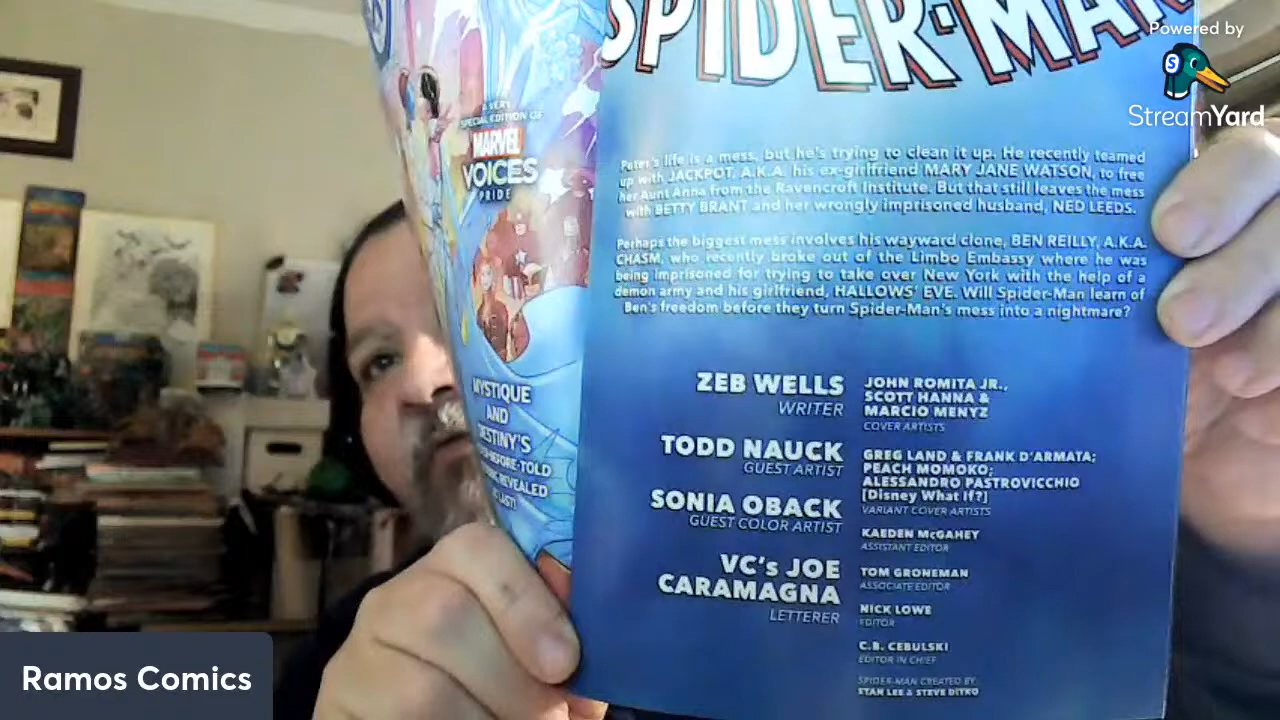 SPIDER-MAN
Powered by
StreamYard
A VERY
SPECIAL EDITION OF
MARVEL
VOICES
PRIDE
MYSTIQUE
AND
DESTINY'S
BEFORE-TOLD
REVEALED
LAST!
Peter's life is a mess, but he's trying to clean it up. He recently teamed
up with JACKPOT, A.K.A. his ex-girlfriend MARY JANE WATSON, to free
her Aunt Anna from the Ravencroft Institute. But that still leaves the mess
with BETTY BRANT and her wrongly imprisoned husband, NED LEEDS.
Perhaps the biggest mess involves his wayward clone, BEN REILLY, A.K.A.
CHASM, who recently broke out of the Limbo Embassy where he was
being imprisoned for trying to take over New York with the help of a
demon army and his girlfriend, HALLOWS' EVE. Will Spider-Man learn of
Ben's freedom before they turn Spider-Man's mess into a nightmare?
ZEB WELLS
WRITER
TODD NAUCK
GUEST ARTIST
SONIA OBACK
GUEST COLOR ARTIST
VC's JOE
CARAMAGNA
LETTERER
JOHN ROMITA JR.,
SCOTT HANNA &
MARCIO MENYZ
COVER ARTISTS
GREG LAND & FRANK D'ARMATA;
PEACH MOMOKO;
ALESSANDRO PASTROVICCHIO
[Disney What If?]
VARIANT COVER ARTISTS
KAEDEN McGAHEY
ASSISTANT EDITOR
TOM GRONEMAN
ASSOCIATE EDITOR
NICK LOWE
EDITOR
C.B. CEBULSKI
EDITOR IN CHIEF
SPIDER-MAN CREATED BY
STAN LEE & STEVE DITKO
Ramos Comics